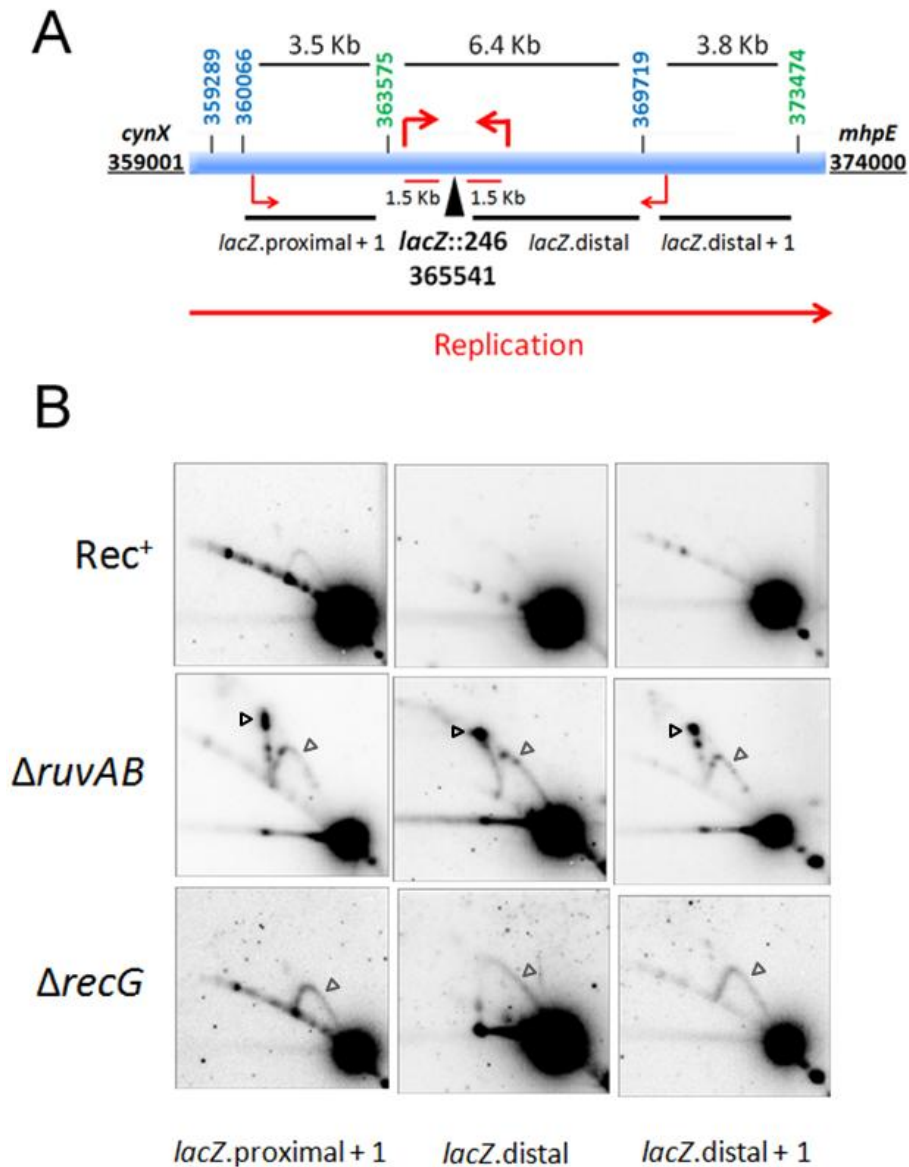 A
3.5 Kb 6.4 Kb 3.8 Kb
359289 360066 363575 369719 373474
cynX mhpE
359001 374000
1.5 Kb 1.5 Kb
lacZ.proximal + 1 lacZ::246 lacZ.distal lacZ.distal + 1
365541
Replication
B
Rec⁺
ΔruvAB
ΔrecG
lacZ.proximal + 1 lacZ.distal lacZ.distal + 1